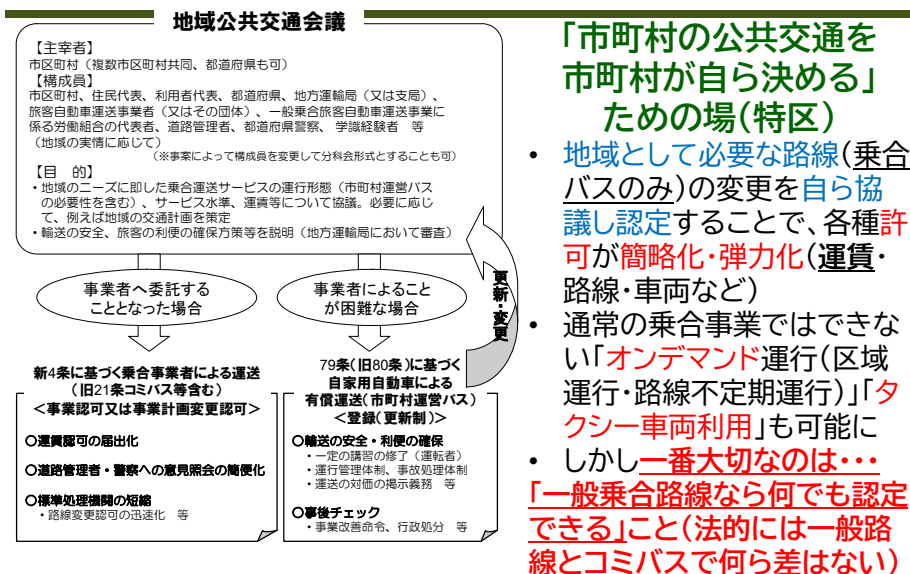 地域公共交通会議
【主宰者】
市区町村（複数市区町村共同、都道府県も可）
【構成員】
市区町村、住民代表、利用者代表、都道府県、地方運輸局（又は支局）、
旅客自動車運送事業者（又はその団体）、一般乗合旅客自動車運送事業に
係る労働組合の代表者、道路管理者、都道府県警察、 学識経験者　等
（地域の実情に応じて）
（※事案によって構成員を変更して分科会形式とすることも可）
【目　的】
・地域のニーズに即した乗合運送サービスの運行形態（市町村運営バス
の必要性を含む）、サービス水準、運賃等について協議。必要に応じ
て、例えば地域の交通計画を策定
・輸送の安全、旅客の利便の確保方策等を説明（地方運輸局において審査）
事業者へ委託する
こととなった場合
事業者によること
が困難な場合
更新・変更
新4条に基づく乗合事業者による運送
（旧21条コミバス等含む）
＜事業認可又は事業計画変更認可＞
○運賃認可の届出化
○道路管理者・警察への意見照会の簡便化
○標準処理機関の短縮
・路線変更認可の迅速化　等
79条（旧80条）に基づく
自家用自動車による
有償運送（市町村運営バス）
＜登録（更新制）＞
○輸送の安全・利便の確保
・一定の講習の修了（運転者）
・運行管理体制、事故処理体制
・運送の対価の掲示義務　等
○事後チェック
・事業改善命令、行政処分　等
「市町村の公共交通を
市町村が自ら決める」
ための場（特区）
• 地域として必要な路線（乗合
バスのみ）の変更を自ら協
議し認定することで、各種許
可が簡略化・弾力化（運賃・
路線・車両など）
• 通常の乗合事業ではできな
い「オンデマンド運行（区域
運行・路線不定期運行）」「タ
クシー車両利用」も可能に
• しかし一番大切なのは・・・
「一般乗合路線なら何でも認定
できる」こと（法的には一般路
線とコミバスで何ら差はない）